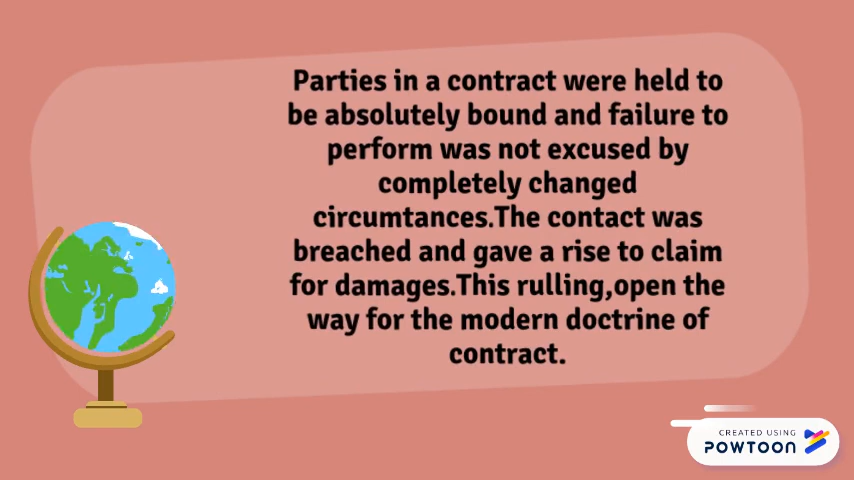 Parties in a contract were held to
be absolutely bound and failure to
perform was not excused by
completely changed
circumtances.The contact was
breached and gave a rise to claim
for damages.This rulling,open the
way for the modern doctrine of
contract.
CREATED USING
POWTOON